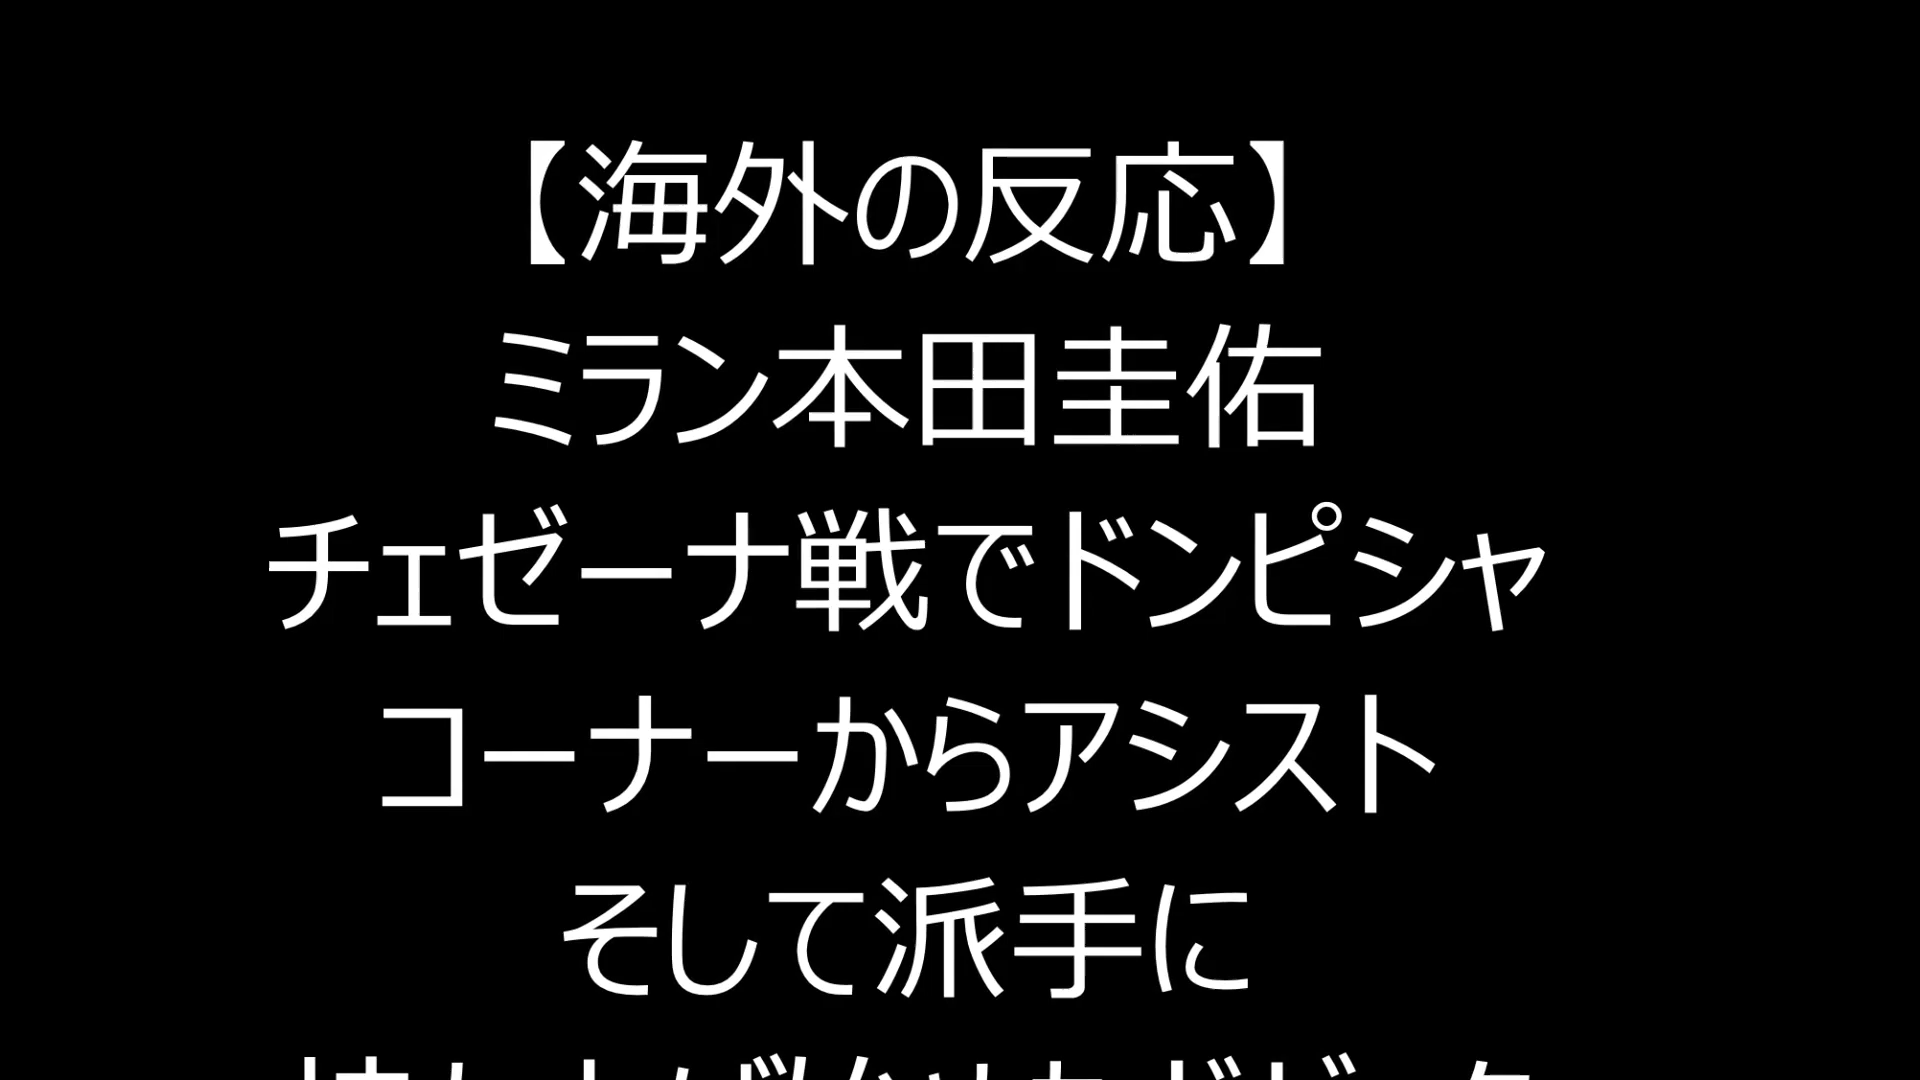 【海外の反応】
ミラン本田圭佑
チェゼーナ戦でドンピシャ
コーナーからアシスト
そして派手に